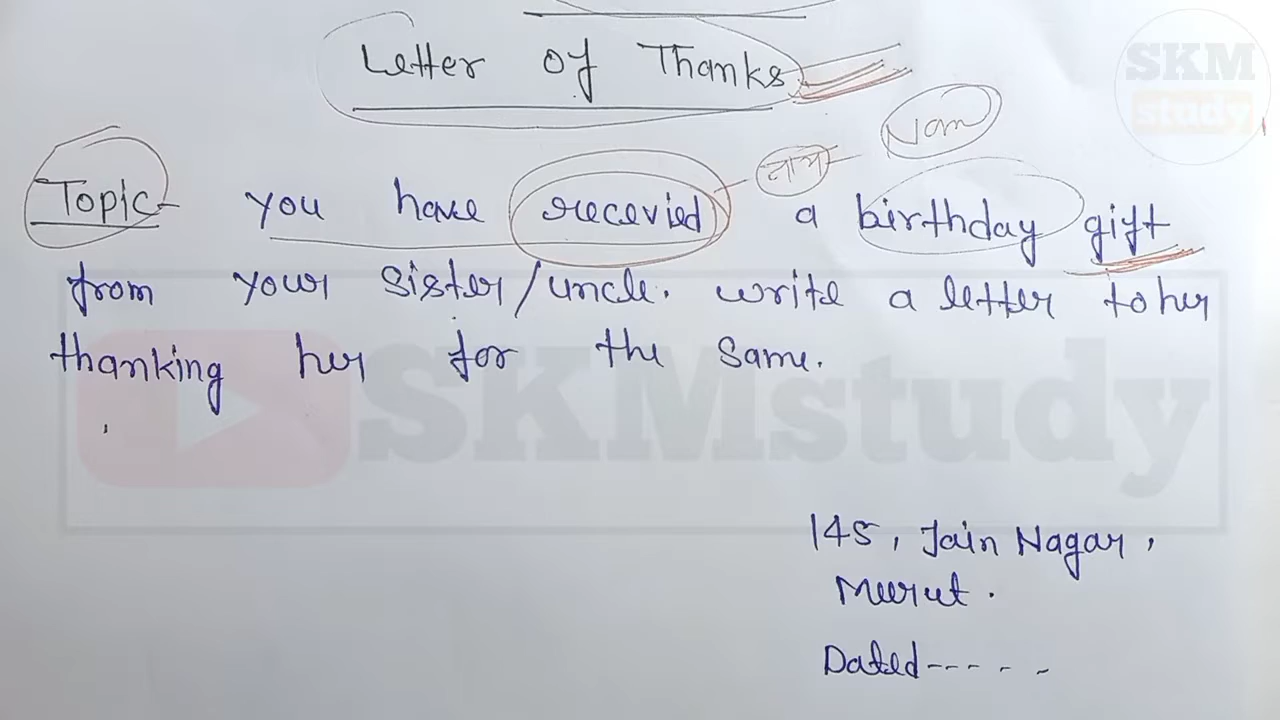 Letter Of Thanks
SKM
study
Nam
नाम
Topic- you have recevied a birthday gift
from your sister/uncle. write a letter to her
thanking her for the same.
SKMstudy
145, Jain Nagar,
Meerut.
Dated-----